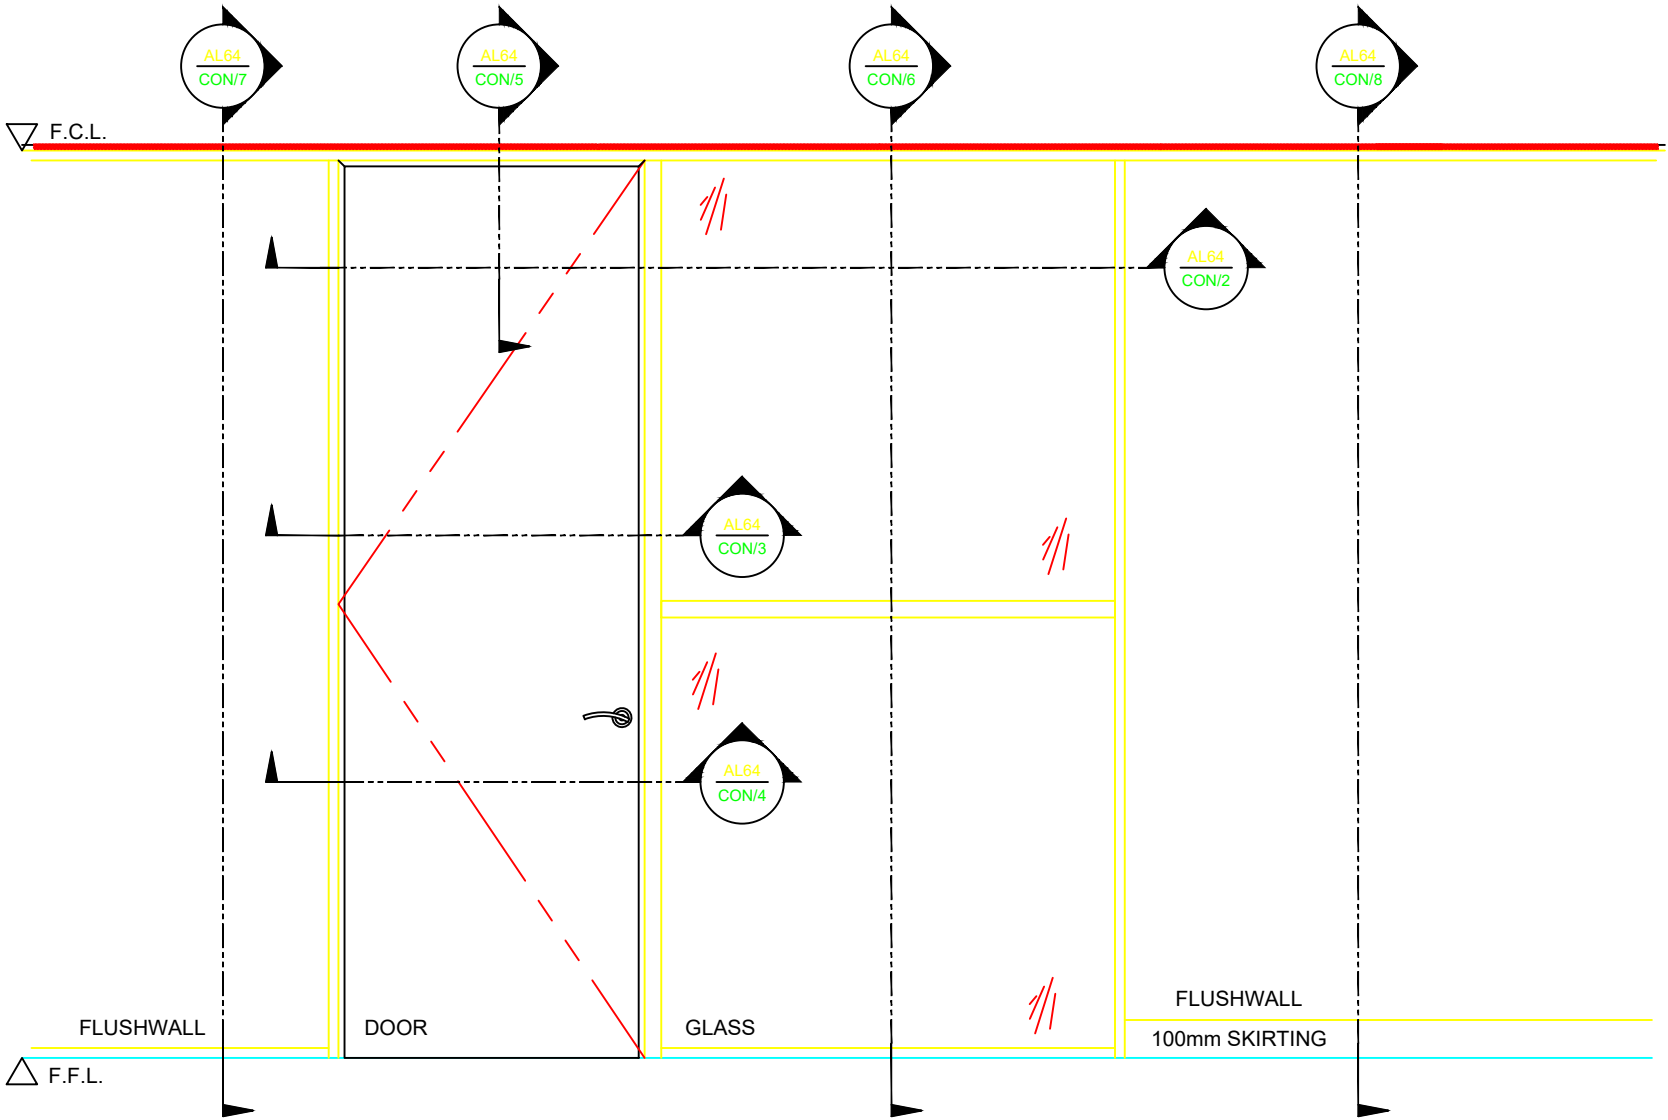 AL64
CON/7
AL64
CON/5
AL64
CON/6
AL64
CON/8
F.C.L.
AL64
CON/2
AL64
CON/3
AL64
CON/4
FLUSHWALL
DOOR
GLASS
FLUSHWALL
100mm SKIRTING
F.F.L.